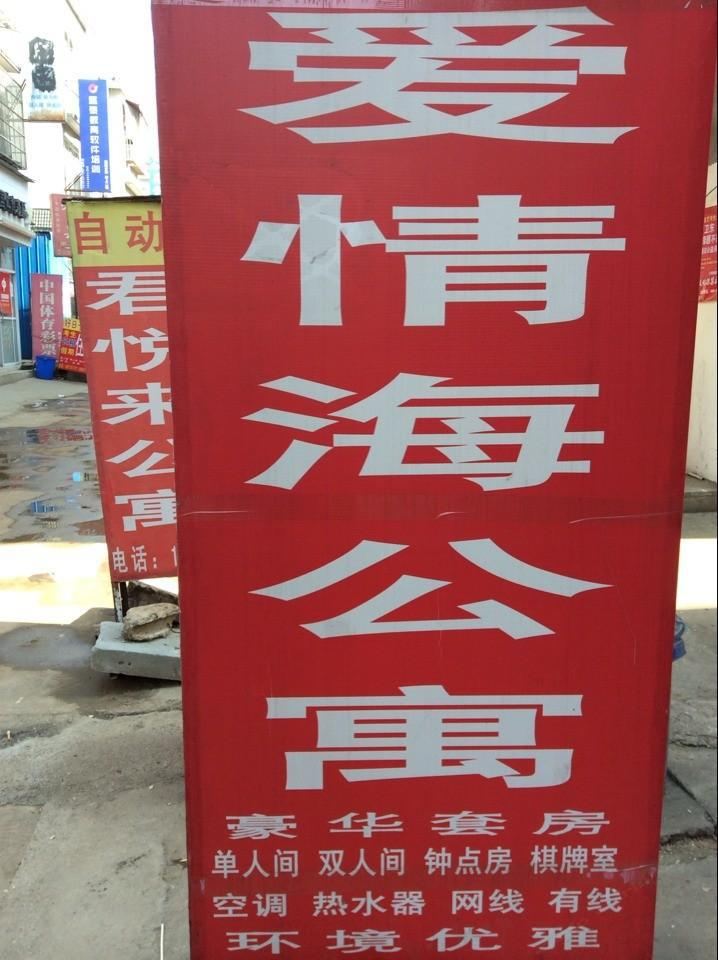 爱情海公寓
豪华套房
单人间 双人间 钟点房 棋牌室
空调 热水器 网线 有线
环境优雅
自动
君悦来公寓
电话：1
中国体育彩票